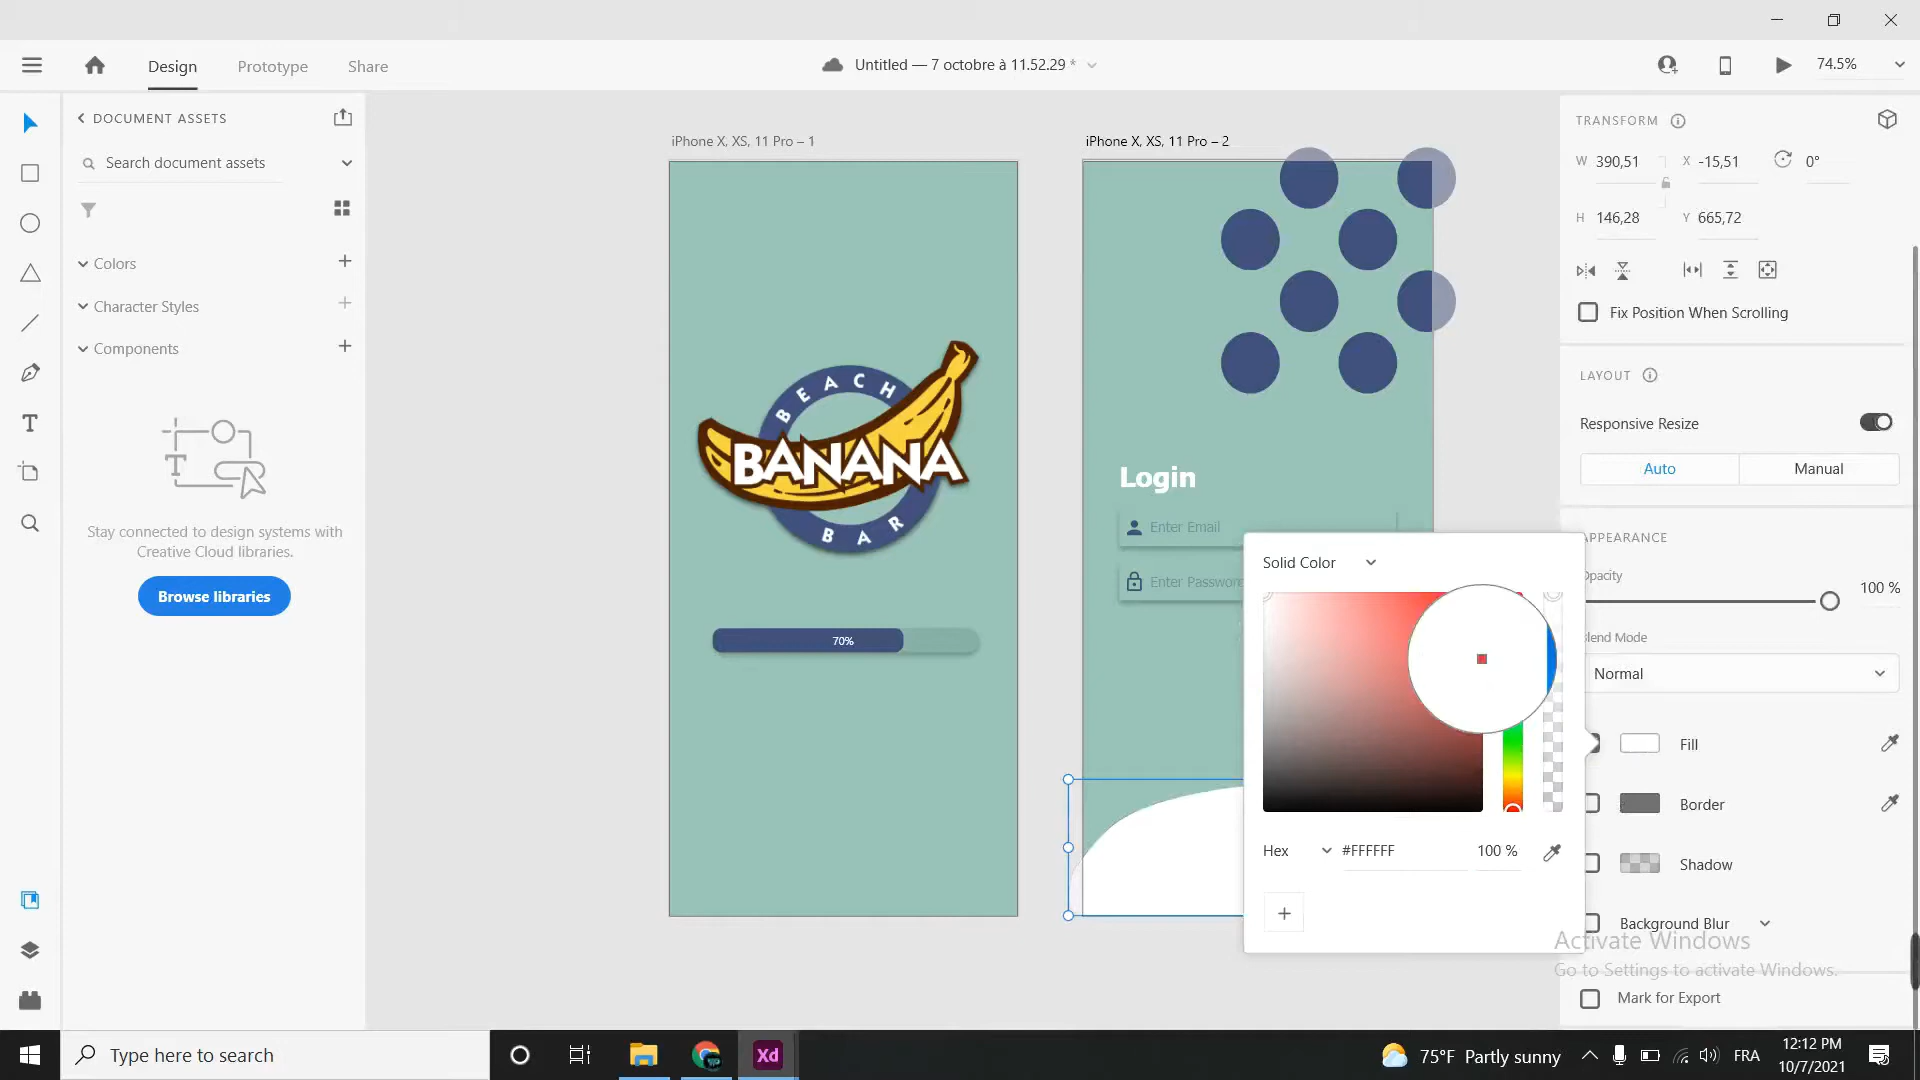 Design
Prototype
Share
Untitled — 7 octobre à 11.52.29 *
74.5%
DOCUMENT ASSETS
Search document assets
Colors
Character Styles
Components
T
Stay connected to design systems with
Creative Cloud libraries.
Browse libraries
iPhone X, XS, 11 Pro – 1
BEACH
BANANA
BAR
70%
iPhone X, XS, 11 Pro – 2
Login
Enter Email
Enter Passwor
Solid Color
Hex
#FFFFFF
100 %
TRANSFORM
W 390,51
X -15,51
0°
H 146,28
Y 665,72
Fix Position When Scrolling
LAYOUT
Responsive Resize
Auto
Manual
APPEARANCE
Opacity
100 %
Blend Mode
Normal
Fill
Border
Shadow
Background Blur
Activate Windows
Go to Settings to activate Windows.
Mark for Export
Type here to search
Xd
75°F Partly sunny
FRA
12:12 PM
10/7/2021